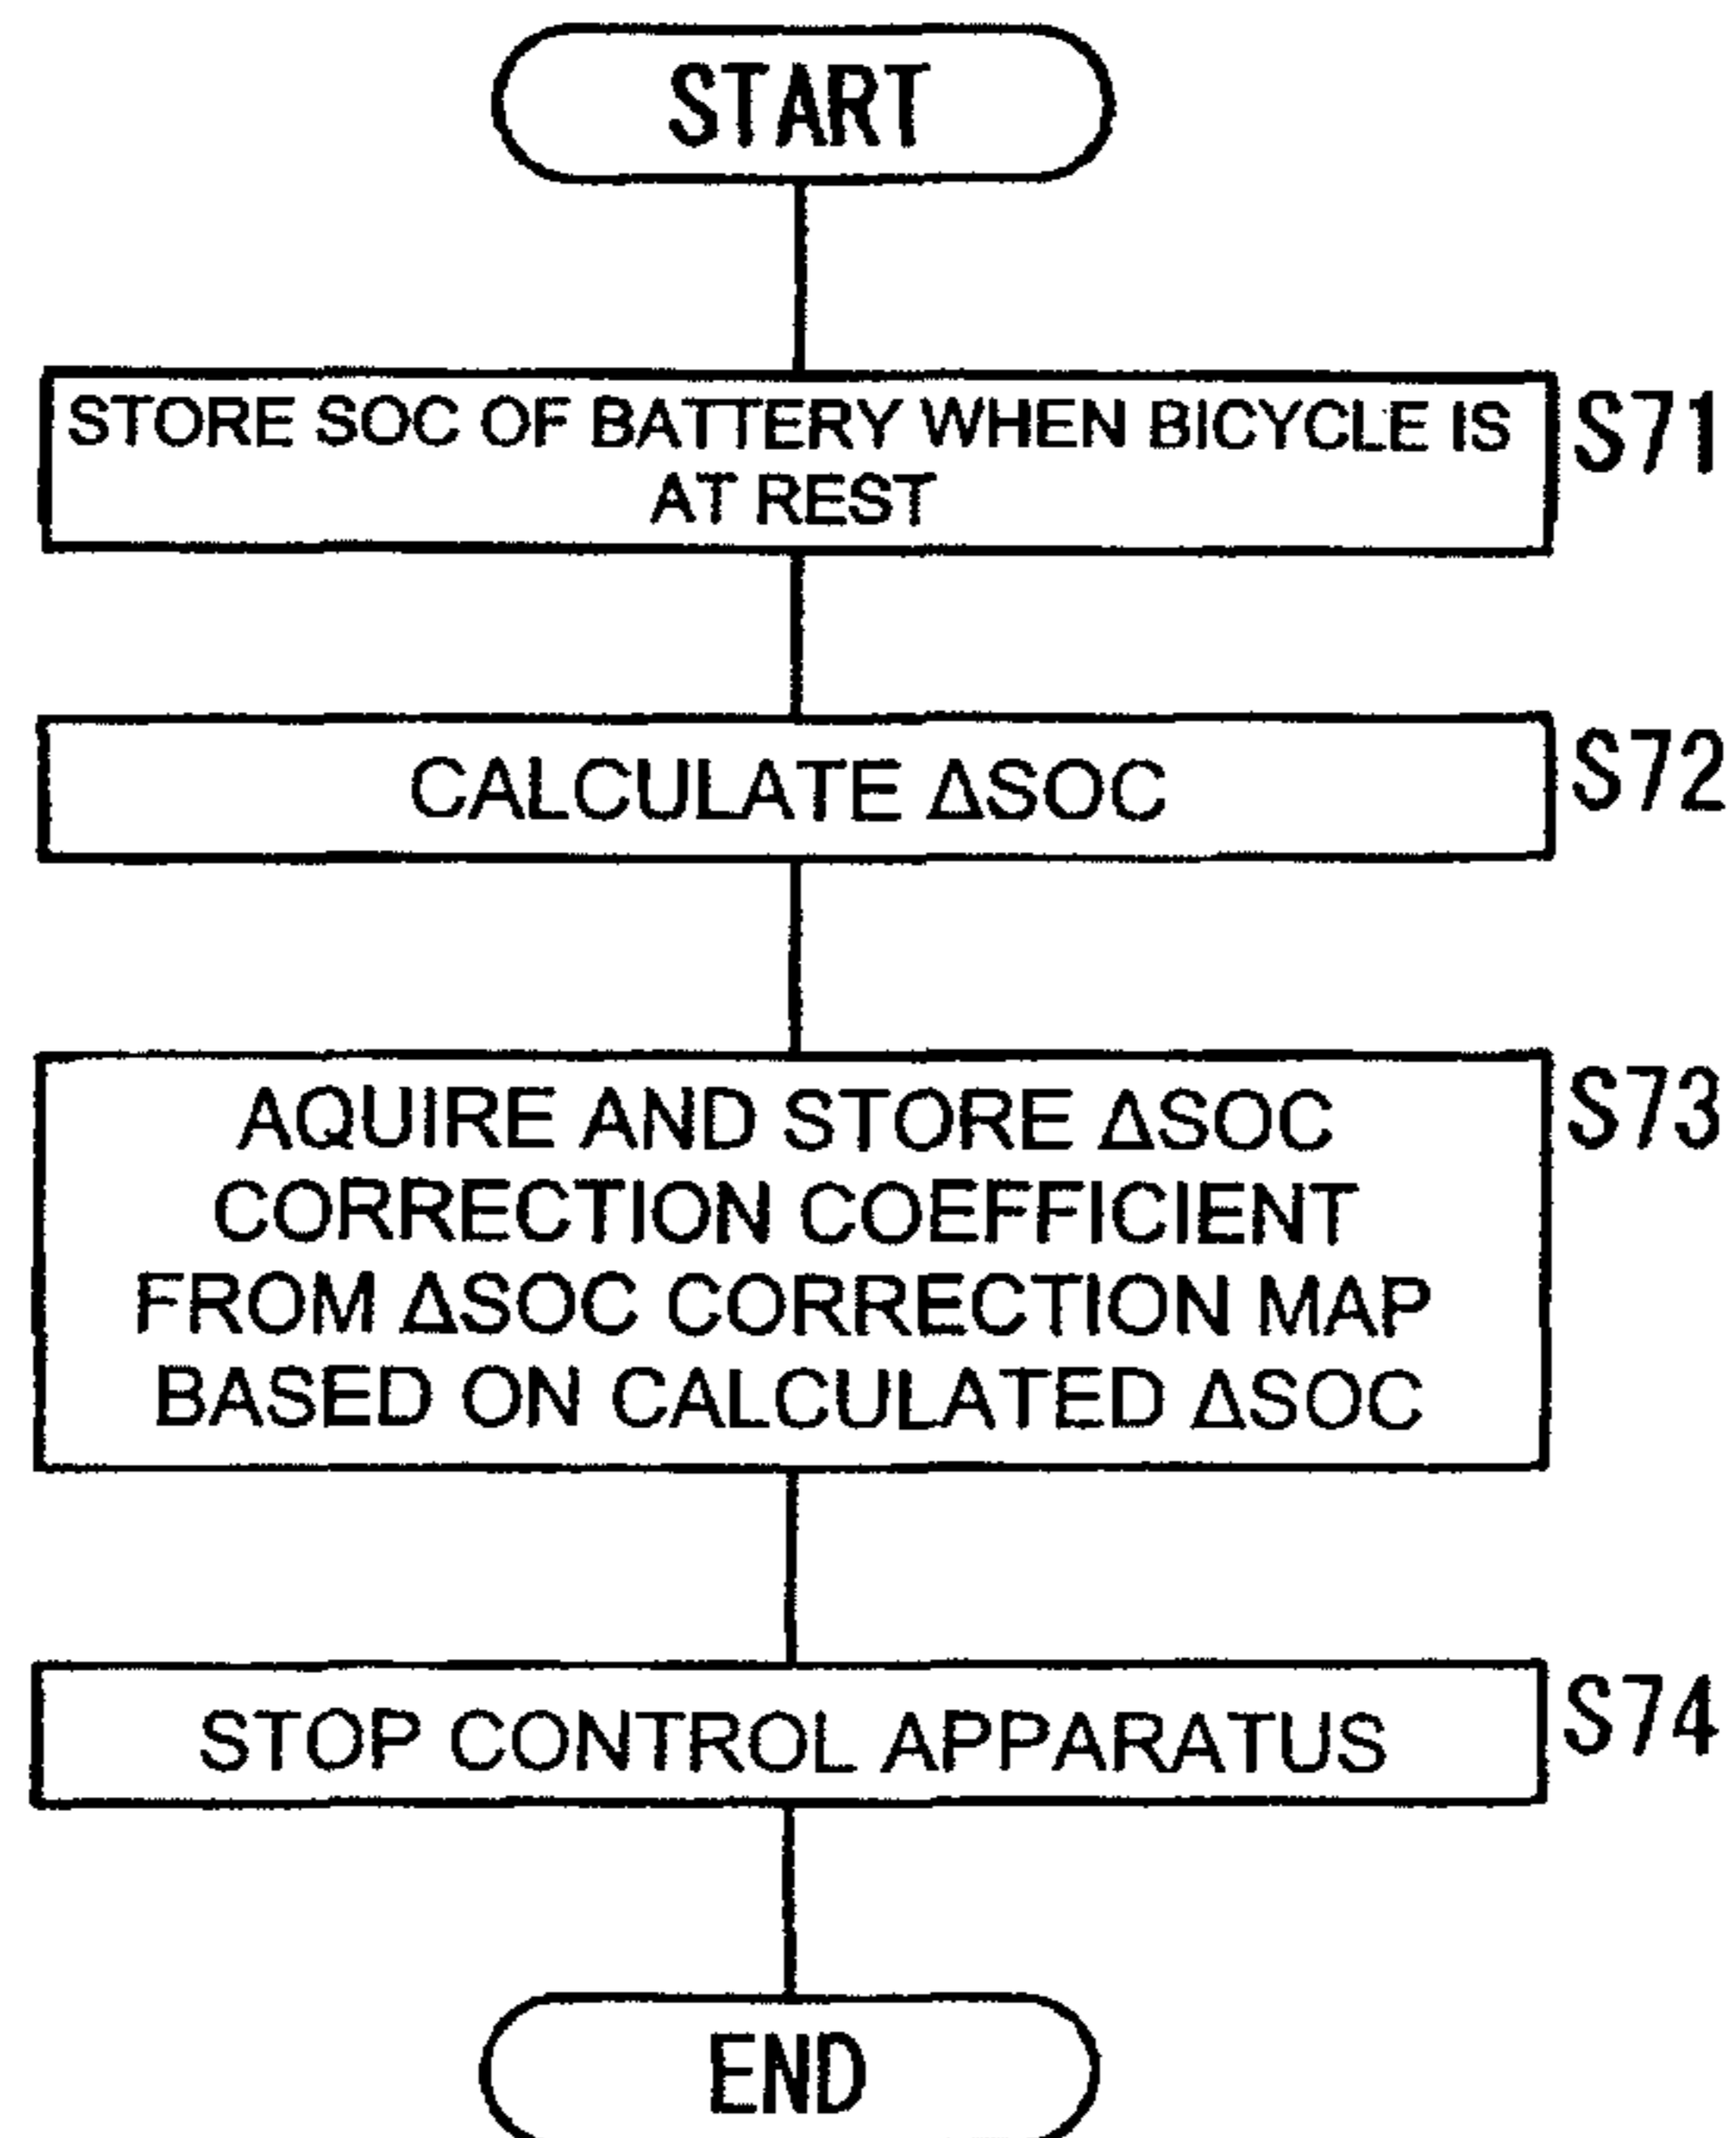 START
STORE SOC OF BATTERY WHEN BICYCLE IS
AT REST
S71
CALCULATE ΔSOC
S72
AQUIRE AND STORE ΔSOC
CORRECTION COEFFICIENT
FROM ΔSOC CORRECTION MAP
BASED ON CALCULATED ΔSOC
S73
STOP CONTROL APPARATUS
S74
END